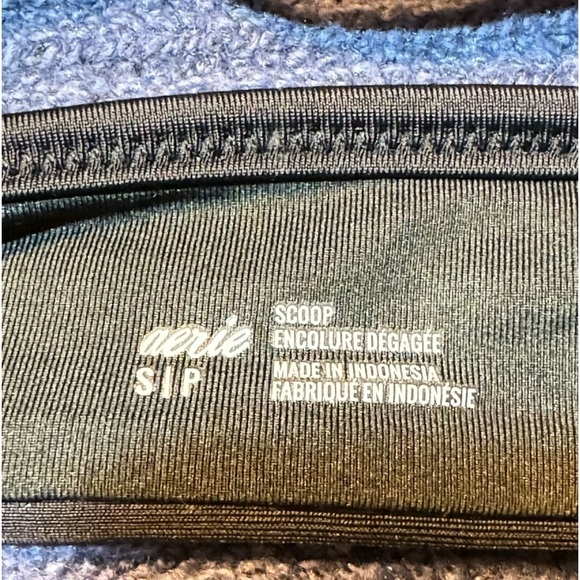 aerie
S|P
SCOOP
ENCOLURE DÉGAGÉE
MADE IN INDONESIA
FABRIQUÉ EN INDONÉSIE